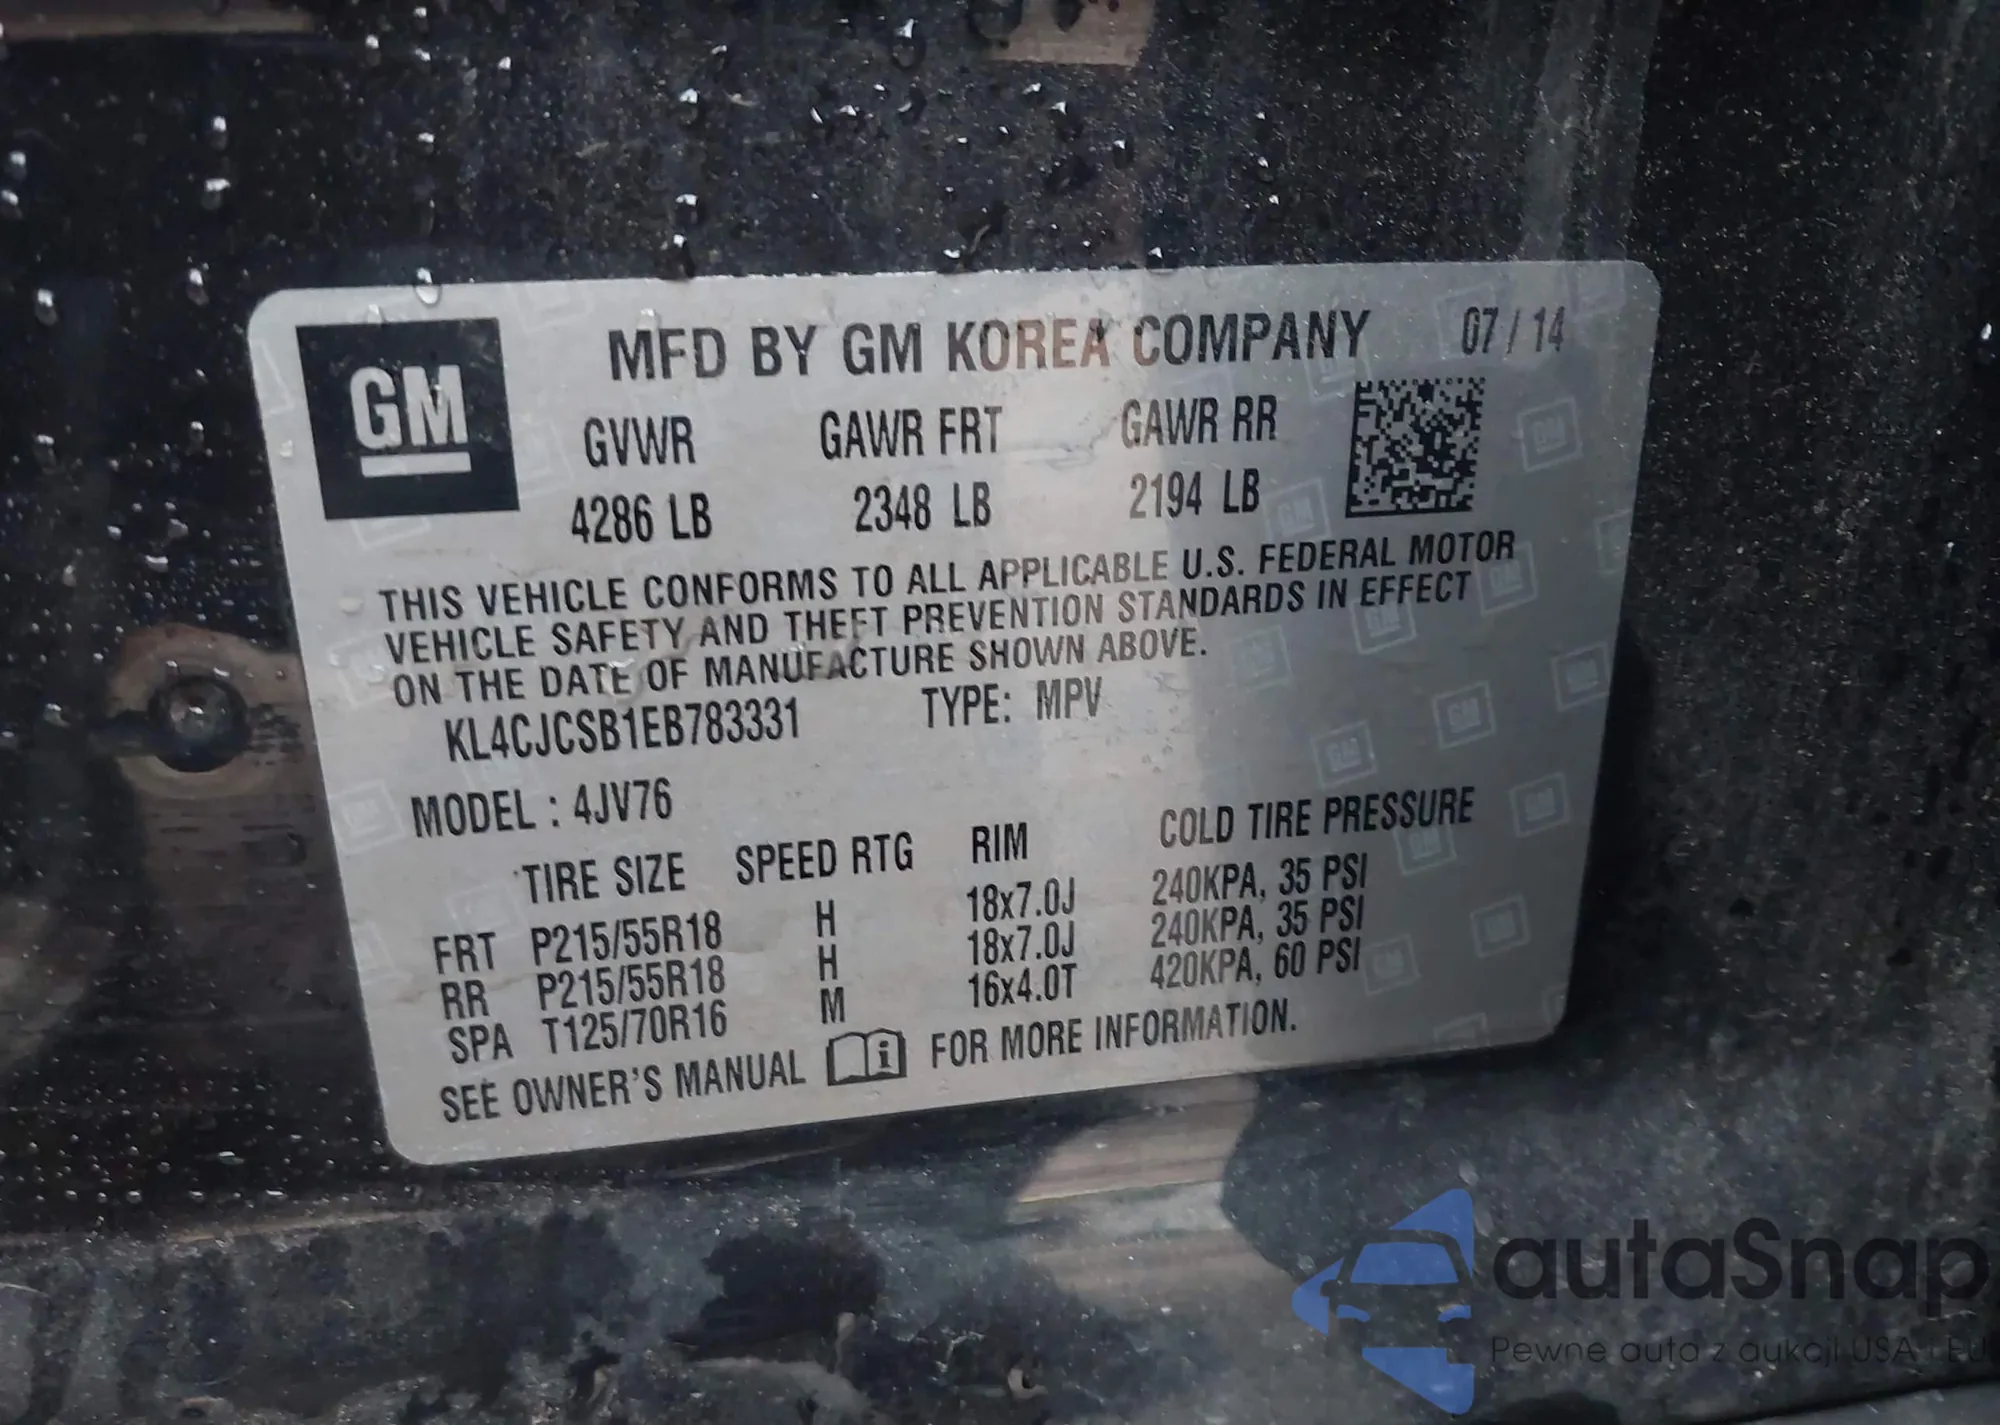 GM
MFD BY GM KOREA COMPANY 07 / 14
GVWR GAWR FRT GAWR RR
4286 LB 2348 LB 2194 LB
THIS VEHICLE CONFORMS TO ALL APPLICABLE U.S. FEDERAL MOTOR
VEHICLE SAFETY AND THEFT PREVENTION STANDARDS IN EFFECT
ON THE DATE OF MANUFACTURE SHOWN ABOVE.
KL4CJCSB1EB783331 TYPE: MPV
MODEL : 4JV76
TIRE SIZE SPEED RTG RIM COLD TIRE PRESSURE
FRT P215/55R18 H 18x7.0J 240KPA, 35 PSI
RR P215/55R18 H 18x7.0J 240KPA, 35 PSI
SPA T125/70R16 M 16x4.0T 420KPA, 60 PSI
SEE OWNER'S MANUAL i FOR MORE INFORMATION.
autaSnap
Pewne auta z aukcji USA i EU